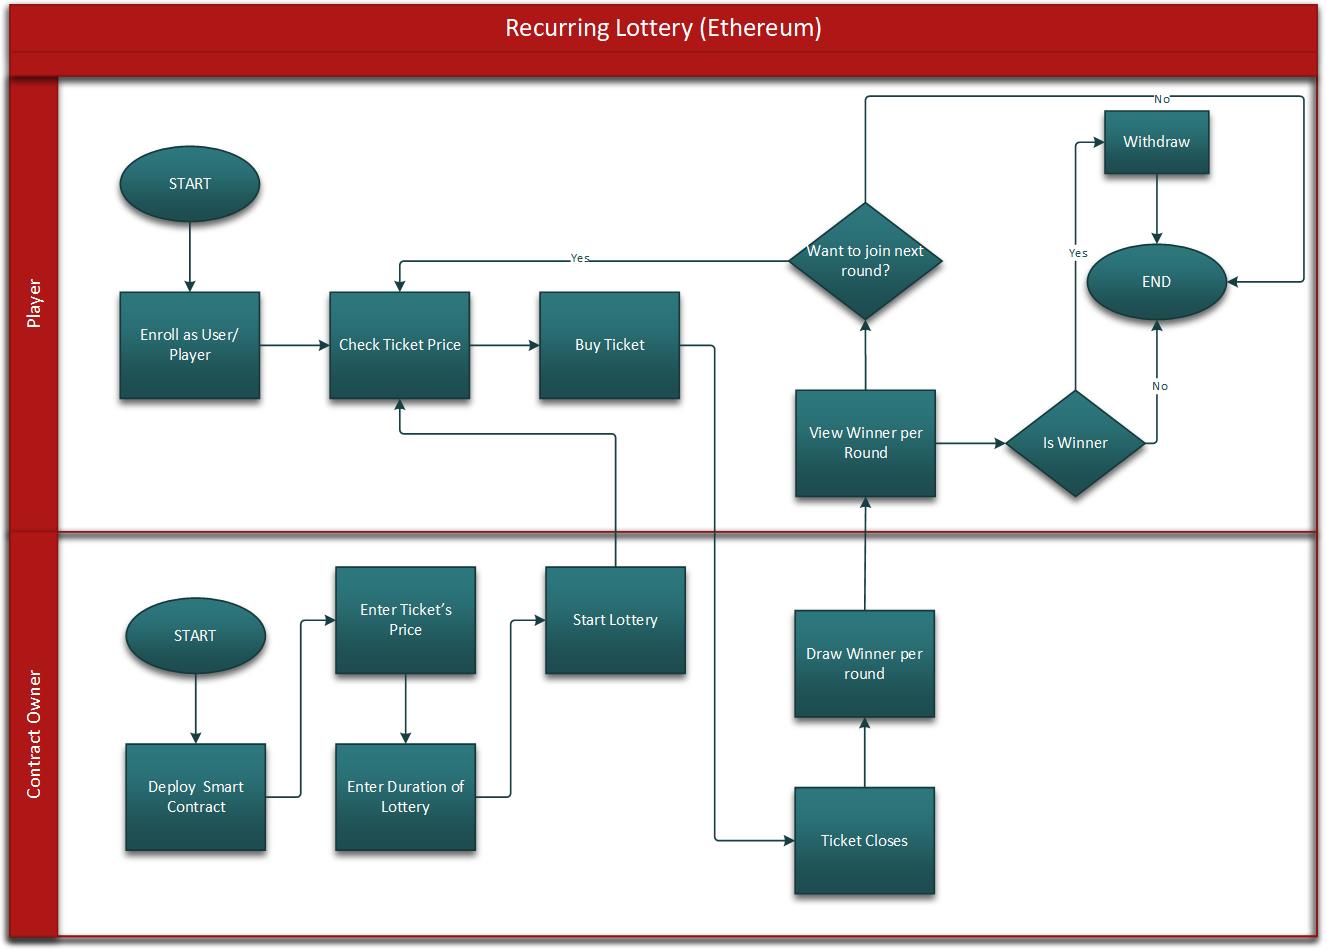 Recurring Lottery (Ethereum)
Player
START
Enroll as User/
Player
Check Ticket Price
Buy Ticket
Yes
Want to join next
round?
No
View Winner per
Round
Is Winner
Yes
No
Withdraw
END
Contract Owner
START
Deploy Smart
Contract
Enter Ticket's
Price
Enter Duration of
Lottery
Start Lottery
Ticket Closes
Draw Winner per
round